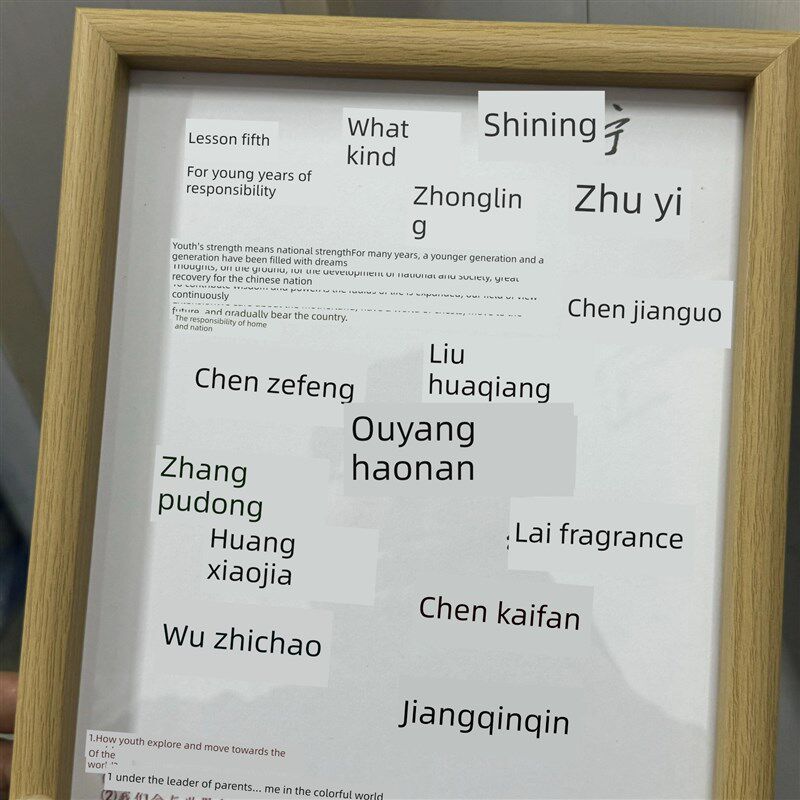 Lesson fifth
What
kind
Shining
For young years of
responsibility
Zhonglin
g
Zhu yi
Youth's strength means national strengthFor many years, a younger generation and a
generation have been filled with dreams
recovery for the chinese nation
continuously
future, and gradually bear the country.
The responsibility of home
and nation
Chen jianguo
Liu
huaqiang
Chen zefeng
Ouyang
haonan
Zhang
pudong
Lai fragrance
Huang
xiaojia
Chen kaifan
Wu zhichao
Jiangqinqin
1.How youth explore and move towards the
Of the
(1 under the leader of parents... me in the colorful world